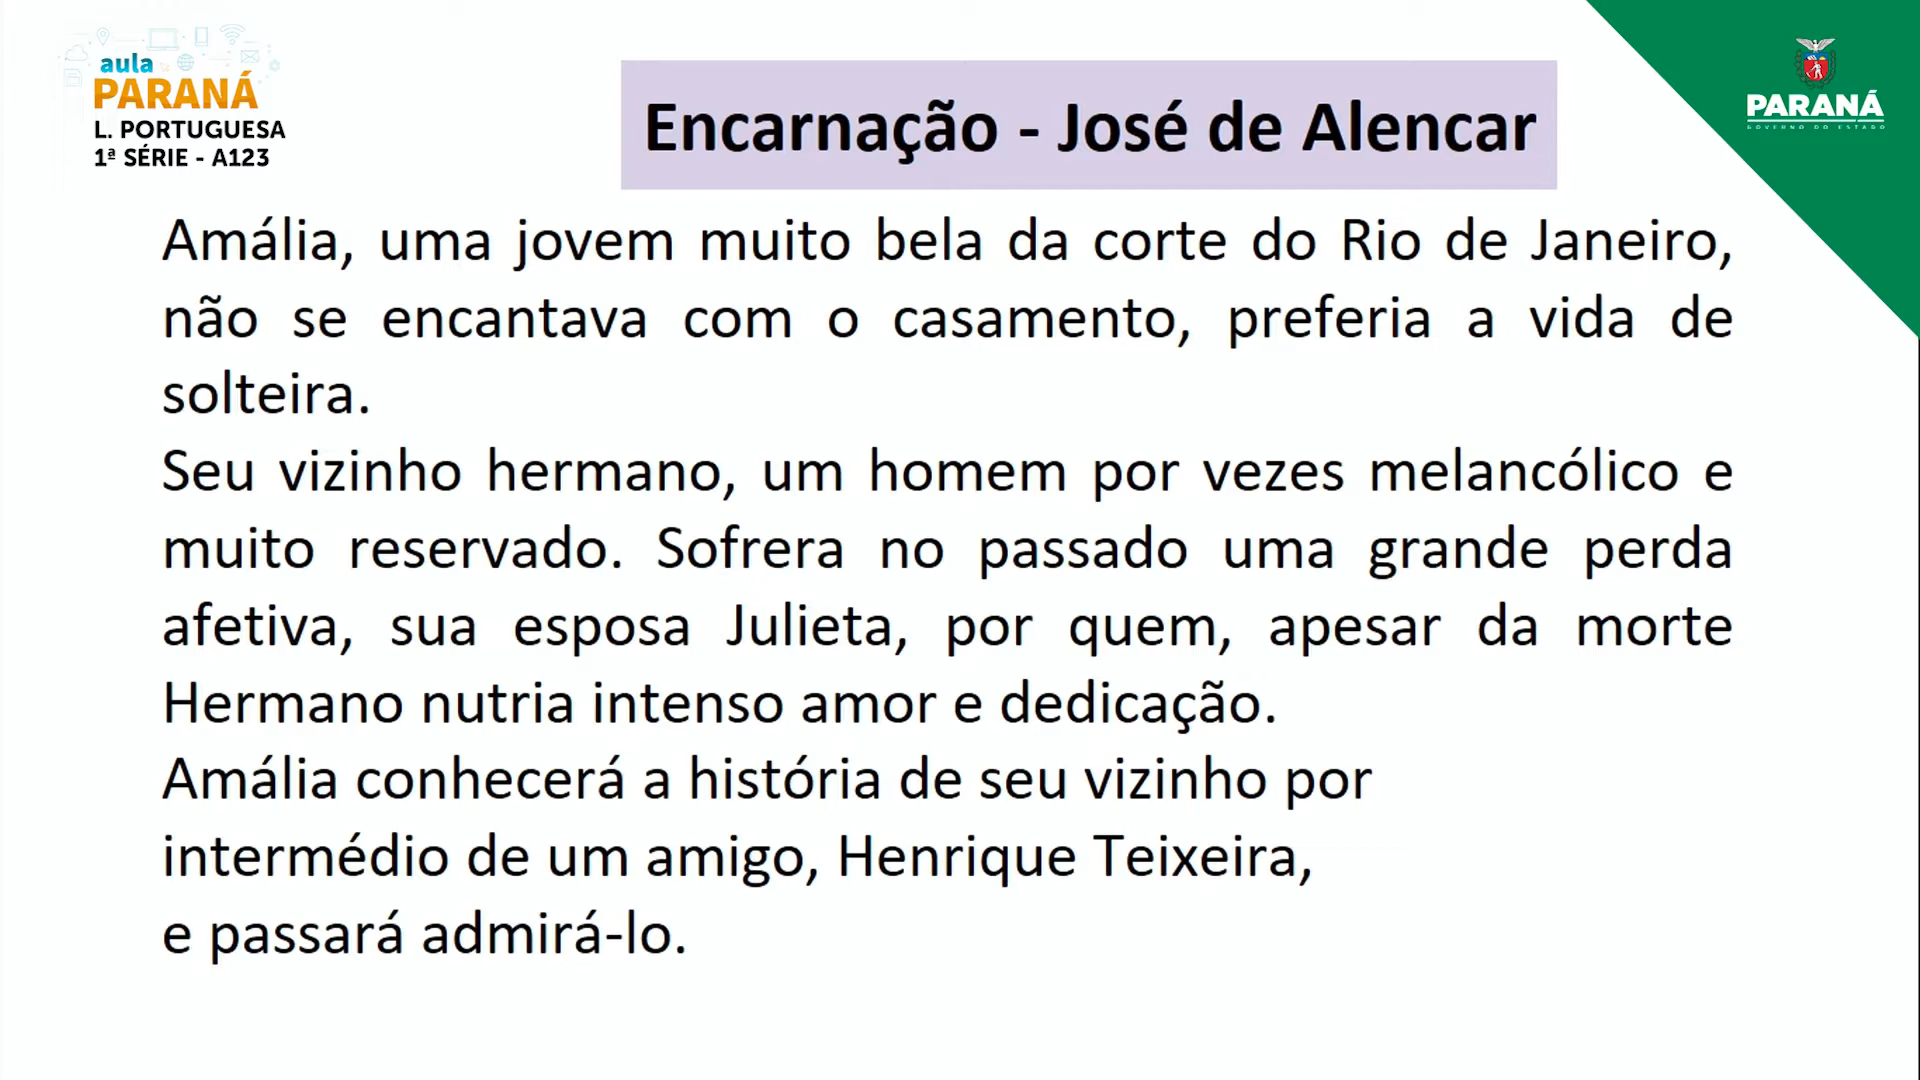 aula
PARANÁ
L. PORTUGUESA
1ª SÉRIE - A123
Encarnação - José de Alencar
PARANÁ
GOVERNO DO ESTADO
Amália, uma jovem muito bela da corte do Rio de Janeiro,
não se encantava com o casamento, preferia a vida de
solteira.
Seu vizinho hermano, um homem por vezes melancólico e
muito reservado. Sofrera no passado uma grande perda
afetiva, sua esposa Julieta, por quem, apesar da morte
Hermano nutria intenso amor e dedicação.
Amália conhecerá a história de seu vizinho por
intermédio de um amigo, Henrique Teixeira,
e passará admirá-lo.